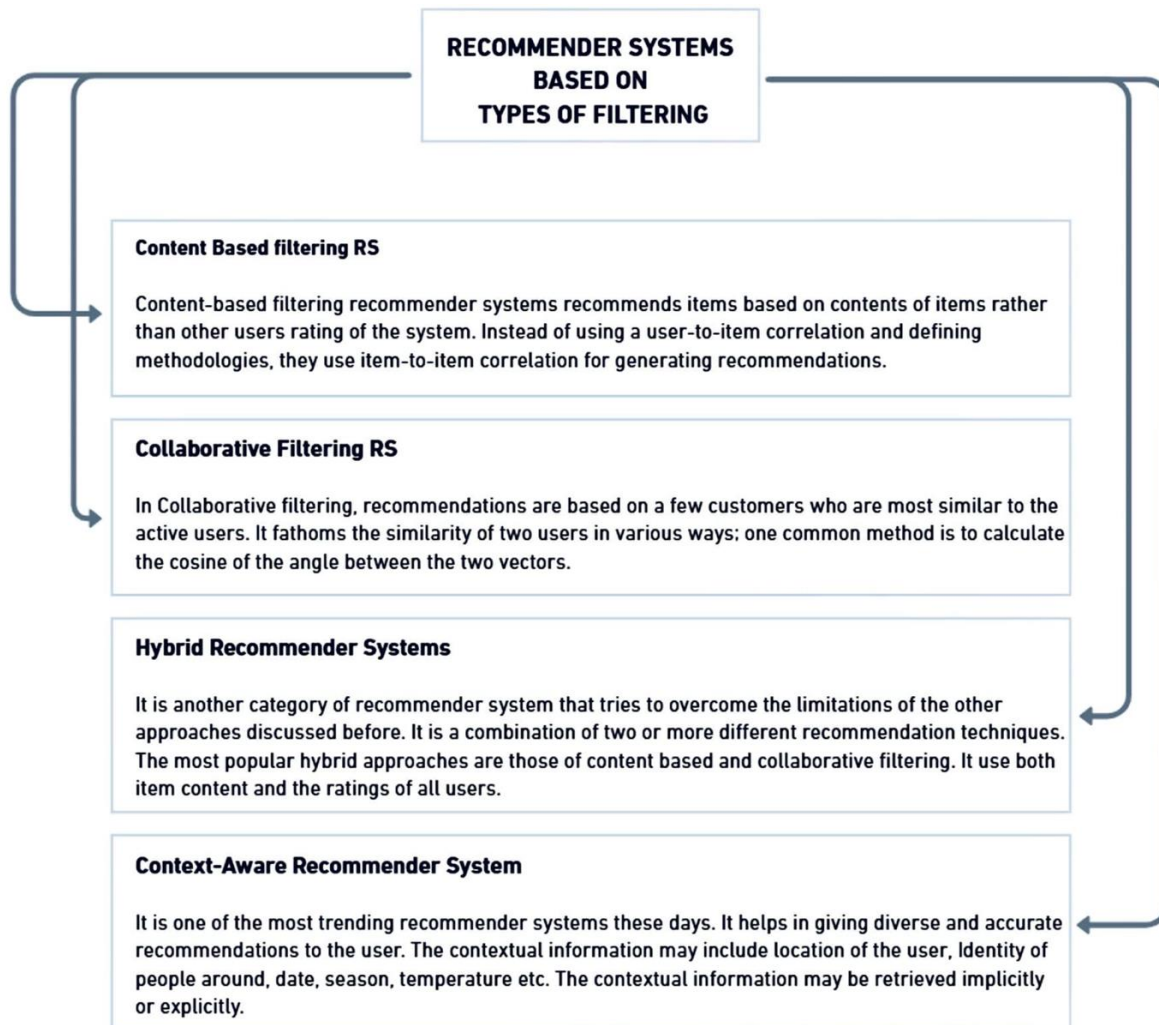 RECOMMENDER SYSTEMS
BASED ON
TYPES OF FILTERING
Content Based filtering RS
Content-based filtering recommender systems recommends items based on contents of items rather
than other users rating of the system. Instead of using a user-to-item correlation and defining
methodologies, they use item-to-item correlation for generating recommendations.
Collaborative Filtering RS
In Collaborative filtering, recommendations are based on a few customers who are most similar to the
active users. It fathoms the similarity of two users in various ways; one common method is to calculate
the cosine of the angle between the two vectors.
Hybrid Recommender Systems
It is another category of recommender system that tries to overcome the limitations of the other
approaches discussed before. It is a combination of two or more different recommendation techniques.
The most popular hybrid approaches are those of content based and collaborative filtering. It use both
item content and the ratings of all users.
Context-Aware Recommender System
It is one of the most trending recommender systems these days. It helps in giving diverse and accurate
recommendations to the user. The contextual information may include location of the user, Identity of
people around, date, season, temperature etc. The contextual information may be retrieved implicitly
or explicitly.